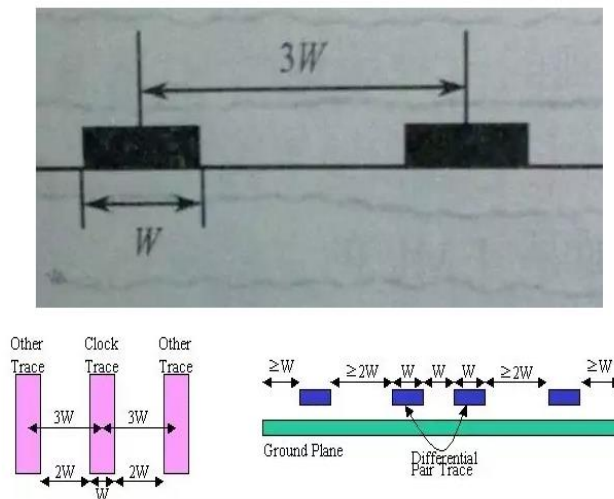 3W
W
Other Trace
Clock Trace
Other Trace
3W
3W
2W
W
2W
≥W
≥2W
W
W
W
≥2W
≥W
Ground Plane
Differential
Pair Trace